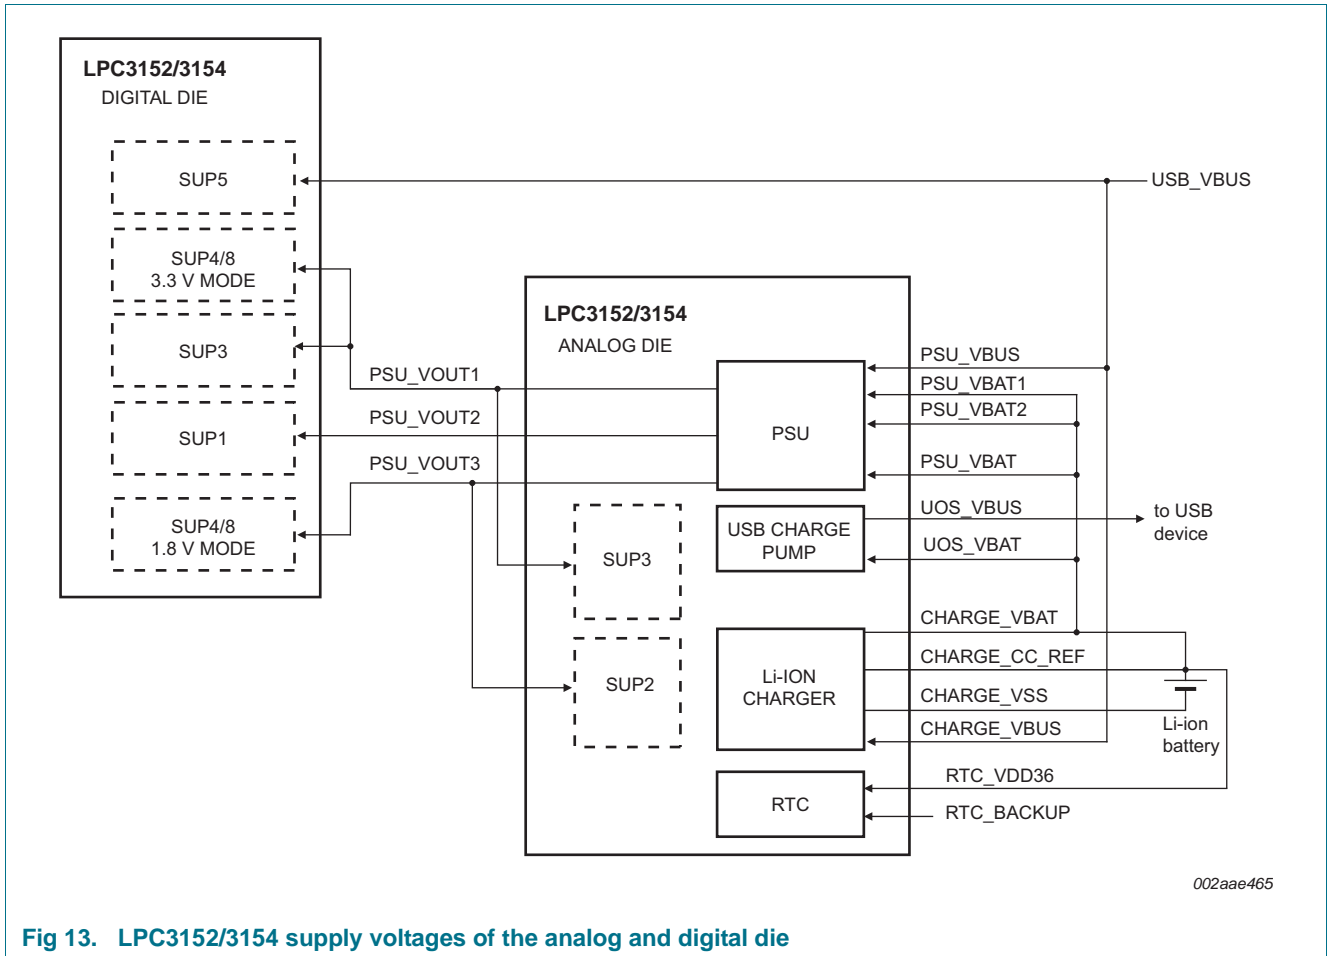 LPC3152/3154
DIGITAL DIE
SUP5
SUP4/8
3.3 V MODE
SUP3
SUP1
SUP4/8
1.8 V MODE
PSU_VOUT1
PSU_VOUT2
PSU_VOUT3
LPC3152/3154
ANALOG DIE
PSU
USB CHARGE
PUMP
SUP3
SUP2
Li-ION
CHARGER
RTC
USB_VBUS
PSU_VBUS
PSU_VBAT1
PSU_VBAT2
PSU_VBAT
UOS_VBUS
UOS_VBAT
to USB
device
CHARGE_VBAT
CHARGE_CC_REF
CHARGE_VSS
CHARGE_VBUS
Li-ion
battery
RTC_VDD36
RTC_BACKUP
002aae465
Fig 13. LPC3152/3154 supply voltages of the analog and digital die